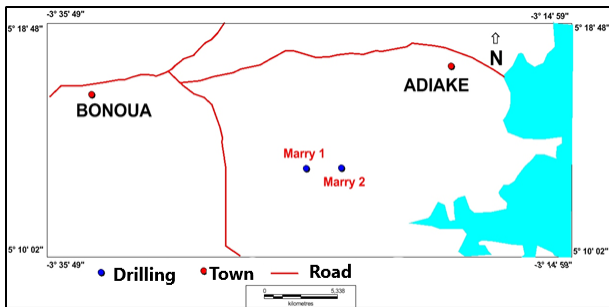 -3° 35' 49"
-3° 14' 59"
5° 18' 48"
5° 18' 48"
N
ADIAKE
BONOUA
Marry 1
Marry 2
5° 10' 02"
5° 10' 02"
-3° 35' 49"
-3° 14' 59"
Drilling
Town
Road
0
5,338
kilometres